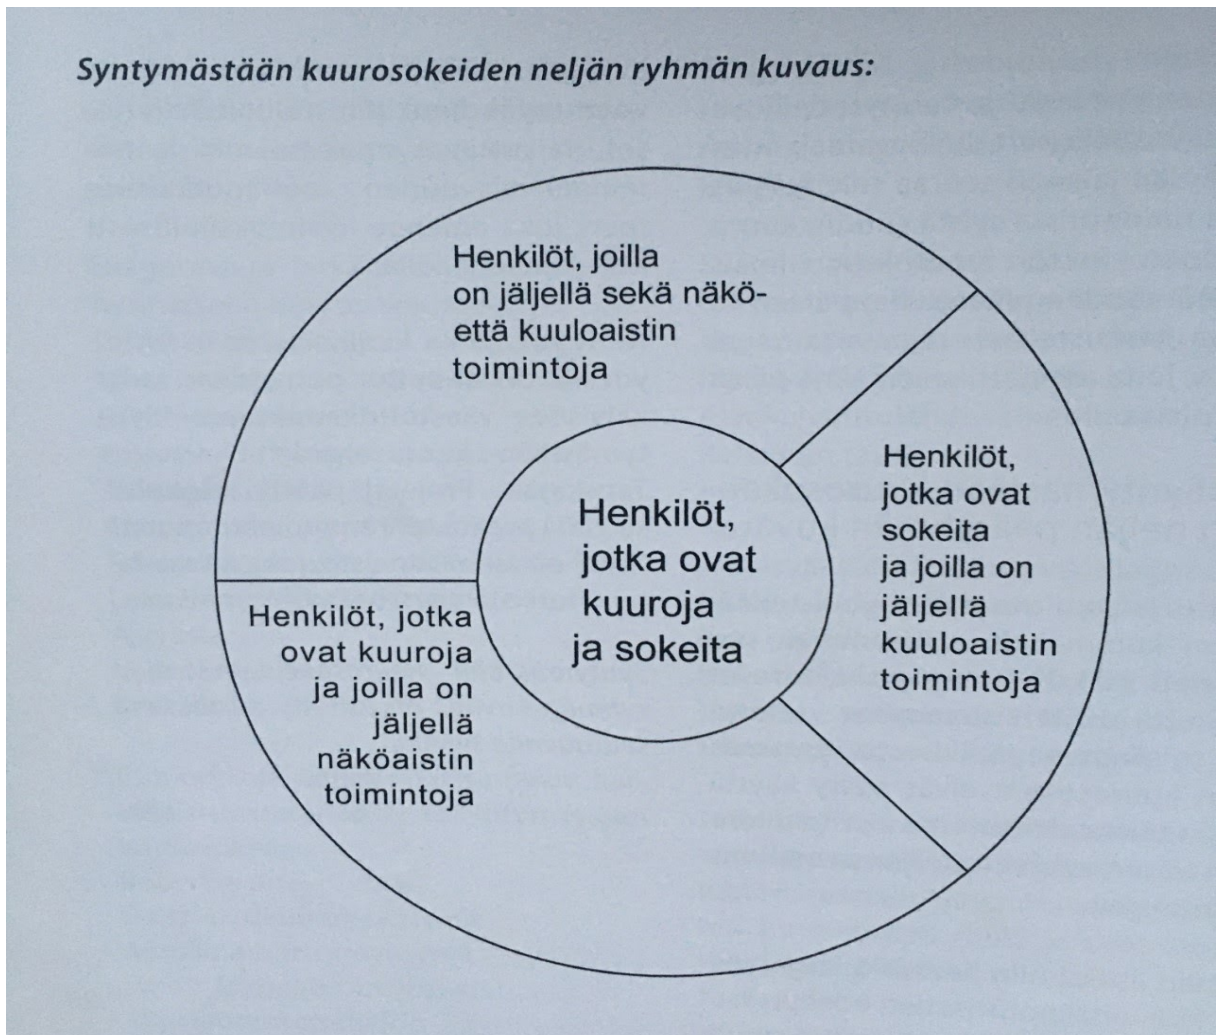 Syntymästään kuurosokeiden neljän ryhmän kuvaus:
Henkilöt, joilla
on jäljellä sekä näkö-
että kuuloaistin
toimintoja
Henkilöt,
jotka ovat
sokeita
ja joilla on
jäljellä
kuuloaistin
toimintoja
Henkilöt,
jotka ovat
kuuroja
ja sokeita
Henkilöt, jotka
ovat kuuroja
ja joilla on
jäljellä
näköaistin
toimintoja